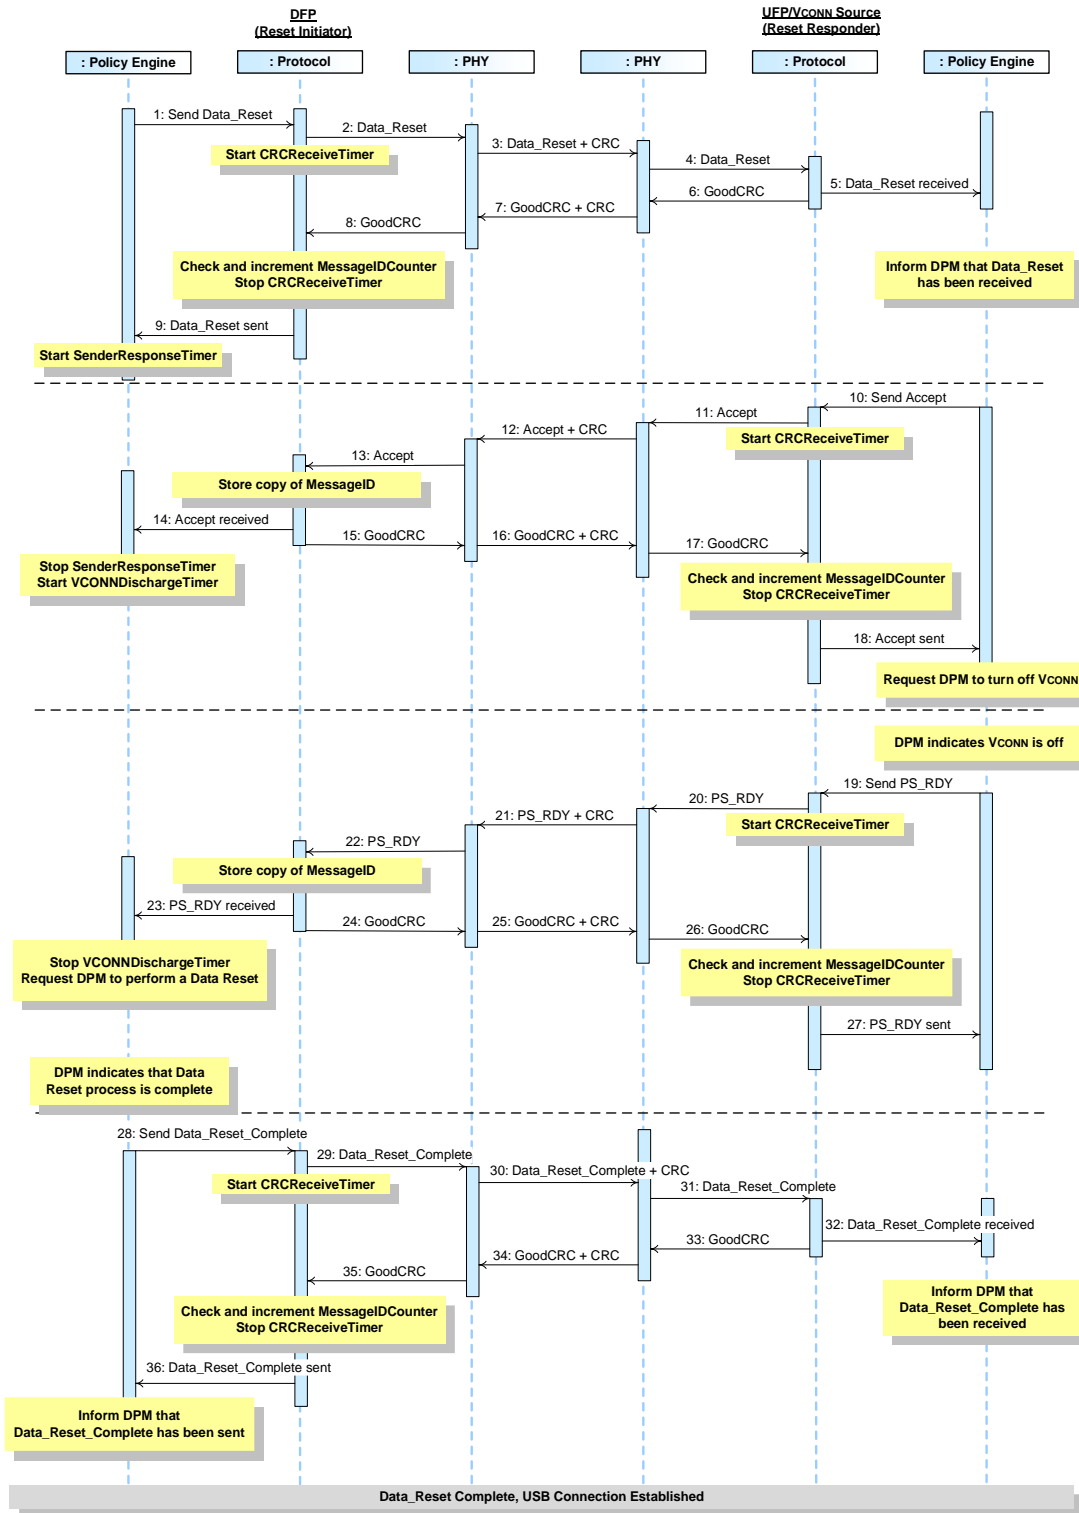 DFP
(Reset Initiator)
UFP/VCONN Source
(Reset Responder)
: Policy Engine
: Protocol
: PHY
: PHY
: Protocol
: Policy Engine
1: Send Data_Reset
2: Data_Reset
Start CRCReceiveTimer
3: Data_Reset + CRC
4: Data_Reset
5: Data_Reset received
6: GoodCRC
7: GoodCRC + CRC
8: GoodCRC
Check and increment MessageIDCounter
Stop CRCReceiveTimer
Inform DPM that Data_Reset
has been received
9: Data_Reset sent
Start SenderResponseTimer
10: Send Accept
11: Accept
Start CRCReceiveTimer
12: Accept + CRC
13: Accept
Store copy of MessageID
14: Accept received
15: GoodCRC
16: GoodCRC + CRC
17: GoodCRC
Stop SenderResponseTimer
Start VCONNDischargeTimer
Check and increment MessageIDCounter
Stop CRCReceiveTimer
18: Accept sent
Request DPM to turn off VCONN
DPM indicates VCONN is off
19: Send PS_RDY
20: PS_RDY
Start CRCReceiveTimer
21: PS_RDY + CRC
22: PS_RDY
Store copy of MessageID
23: PS_RDY received
24: GoodCRC
25: GoodCRC + CRC
26: GoodCRC
Stop VCONNDischargeTimer
Request DPM to perform a Data Reset
Check and increment MessageIDCounter
Stop CRCReceiveTimer
27: PS_RDY sent
DPM indicates that Data
Reset process is complete
28: Send Data_Reset_Complete
29: Data_Reset_Complete
Start CRCReceiveTimer
30: Data_Reset_Complete + CRC
31: Data_Reset_Complete
32: Data_Reset_Complete received
33: GoodCRC
34: GoodCRC + CRC
35: GoodCRC
Check and increment MessageIDCounter
Stop CRCReceiveTimer
Inform DPM that
Data_Reset_Complete has
been received
36: Data_Reset_Complete sent
Inform DPM that
Data_Reset_Complete has been sent
Data_Reset Complete, USB Connection Established